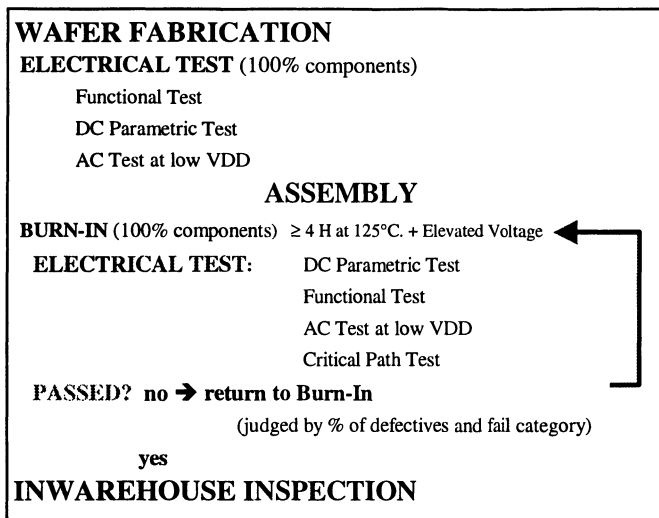 WAFER FABRICATION
ELECTRICAL TEST (100% components)
Functional Test
DC Parametric Test
AC Test at low VDD
ASSEMBLY
BURN-IN (100% components) ≥ 4 H at 125°C. + Elevated Voltage
ELECTRICAL TEST: DC Parametric Test
Functional Test
AC Test at low VDD
Critical Path Test
PASSED? no ➔ return to Burn-In
(judged by % of defectives and fail category)
yes
INWAREHOUSE INSPECTION